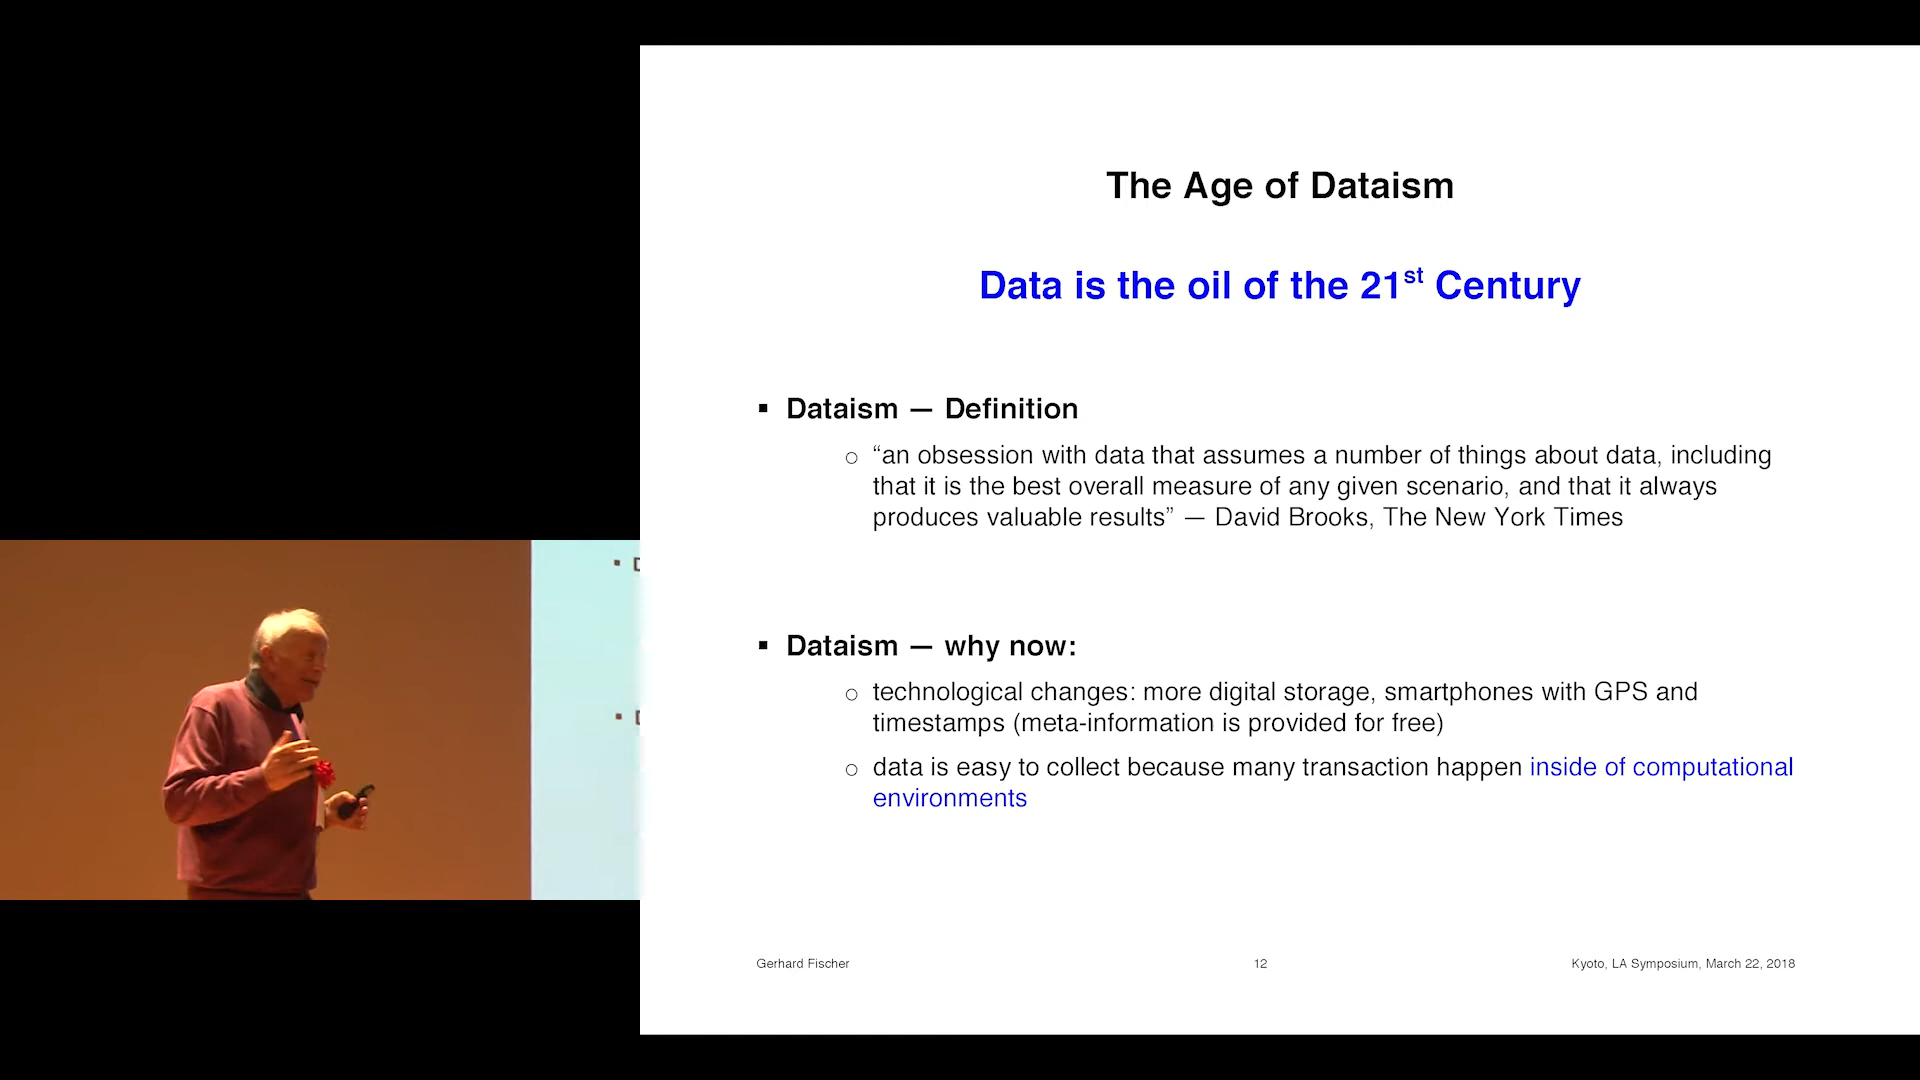 The Age of Dataism
Data is the oil of the 21st Century
▪ Dataism — Definition
○ “an obsession with data that assumes a number of things about data, including
that it is the best overall measure of any given scenario, and that it always
produces valuable results” — David Brooks, The New York Times
▪ Dataism — why now:
○ technological changes: more digital storage, smartphones with GPS and
timestamps (meta-information is provided for free)
○ data is easy to collect because many transaction happen inside of computational
environments
Gerhard Fischer 12 Kyoto, LA Symposium, March 22, 2018